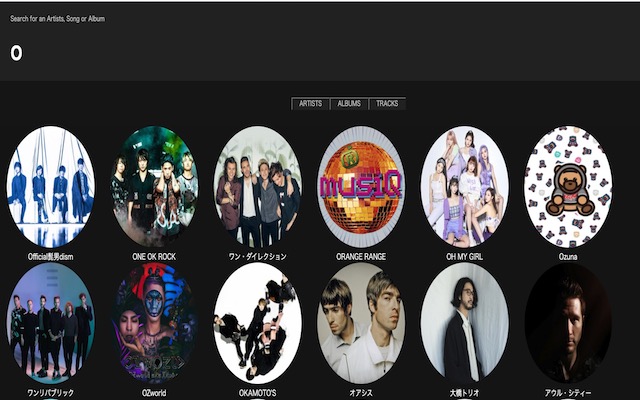 Search for an Artists, Song or Album
O
ARTISTS ALBUMS TRACKS
musiQ
Official髭男dism ONE OK ROCK ワン・ダイレクション ORANGE RANGE OH MY GIRL Ozuna
ワンリパブリック OZworld OKAMOTO'S オアシス 大橋トリオ アウル・シティー